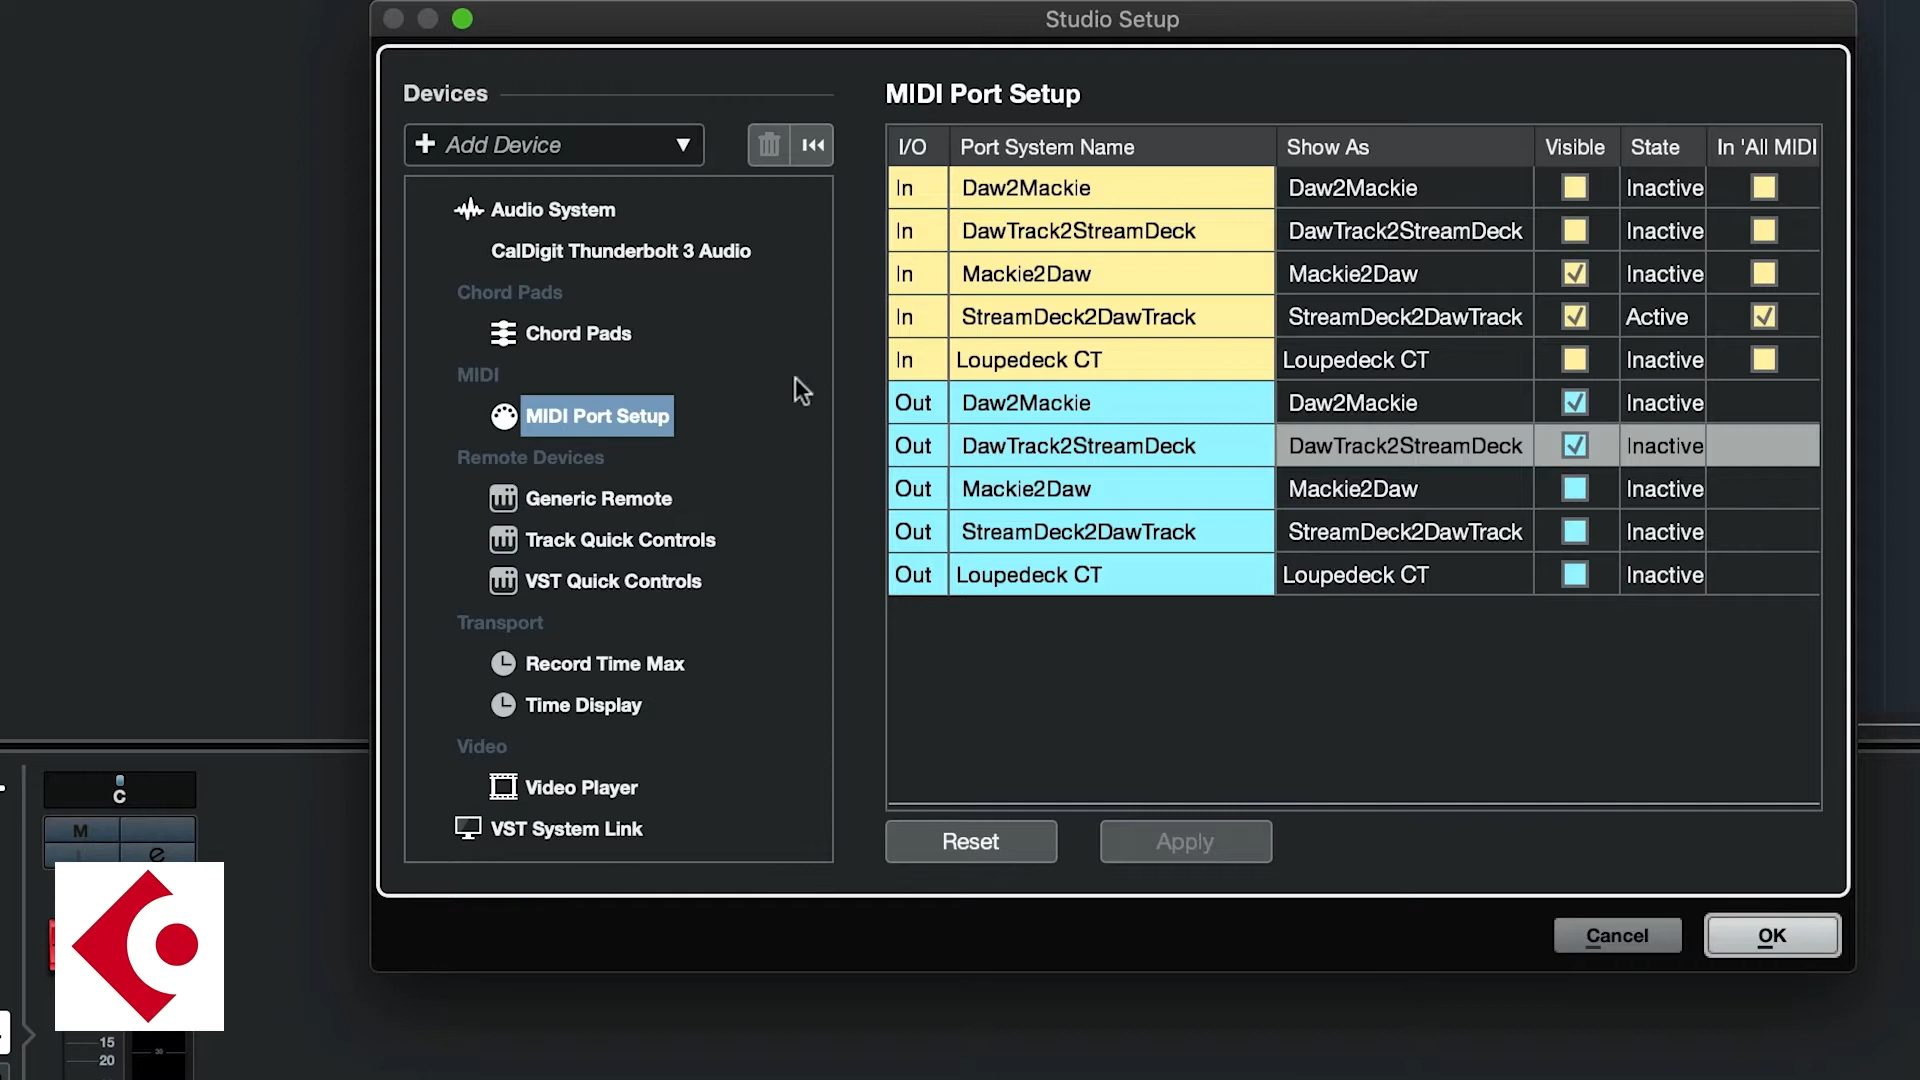 Studio Setup
Devices
+ Add Device
Audio System
CalDigit Thunderbolt 3 Audio
Chord Pads
Chord Pads
MIDI
MIDI Port Setup
Remote Devices
Generic Remote
Track Quick Controls
VST Quick Controls
Transport
Record Time Max
Time Display
Video
Video Player
VST System Link
MIDI Port Setup
I/O Port System Name Show As Visible State In 'All MIDI
In Daw2Mackie Daw2Mackie Inactive
In DawTrack2StreamDeck DawTrack2StreamDeck Inactive
In Mackie2Daw Mackie2Daw Inactive
In StreamDeck2DawTrack StreamDeck2DawTrack Active
In Loupedeck CT Loupedeck CT Inactive
Out Daw2Mackie Daw2Mackie Inactive
Out DawTrack2StreamDeck DawTrack2StreamDeck Inactive
Out Mackie2Daw Mackie2Daw Inactive
Out StreamDeck2DawTrack StreamDeck2DawTrack Inactive
Out Loupedeck CT Loupedeck CT Inactive
Reset Apply
Cancel OK
C
M
e
15
20